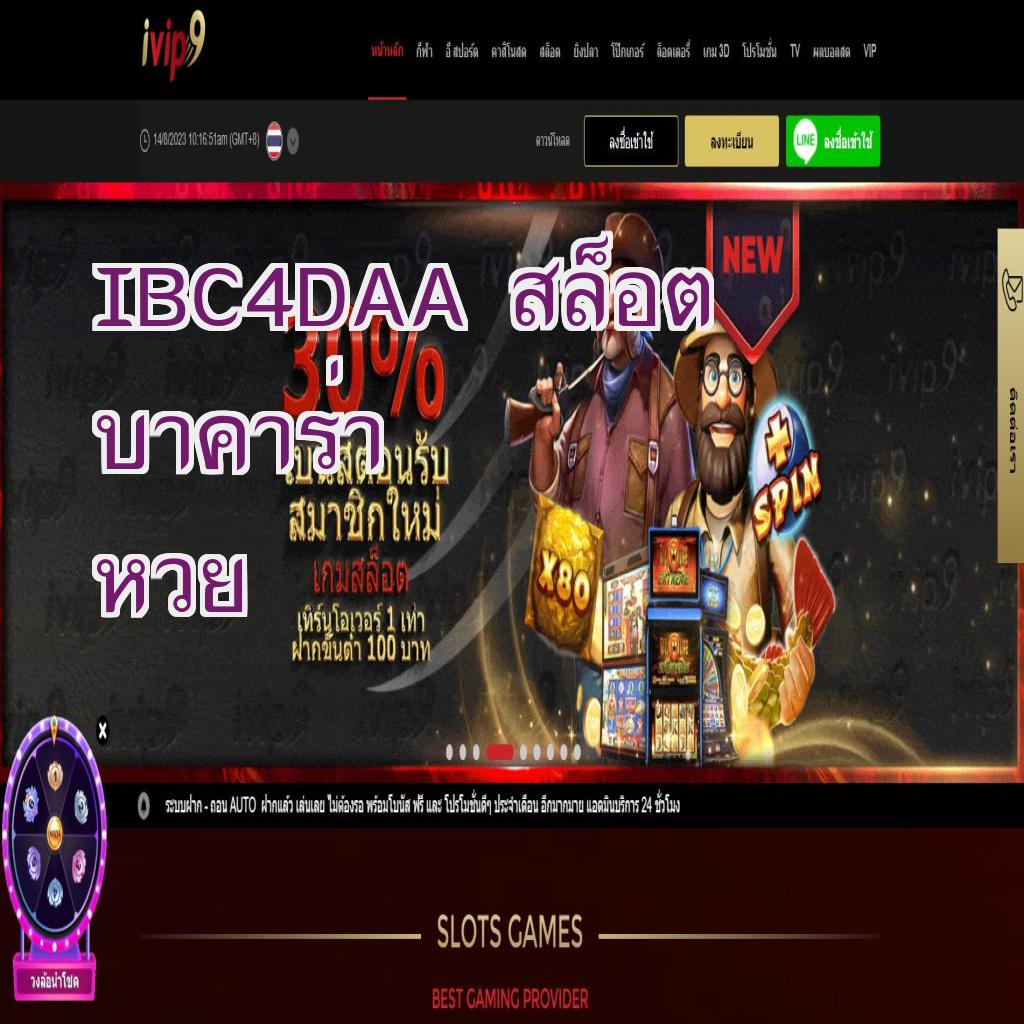 ivip9
หน้าหลัก กีฬา อี สปอร์ต คาสิโนสด สล็อต ยิงปลา โป๊กเกอร์ ล็อตเตอรี่ เกม 3D โปรโมชั่น TV ผลบอลสด VIP
14/8/2023 10:16:51am (GMT+8)
ดาวน์โหลด ลงชื่อเข้าใช้ ลงทะเบียน LINE ลงชื่อเข้าใช้
NEW
IBC4DAA สล็อต
30%
บาคาร่า
โบนัสต้อนรับ
สมาชิกใหม่
หวย
เกมสล็อต
เทิร์นโอเวอร์ 1 เท่า
ฝากขั้นต่ำ 100 บาท
+
SPIN
X80
EXTREME
ติดต่อเรา
X
ระบบฝาก - ถอน AUTO ฝากแล้ว เล่นเลย ไม่ต้องรอ พร้อมโบนัส ฟรี และ โปรโมชั่นดีๆ ประจำเดือน อีกมากมาย แอดมินบริการ 24 ชั่วโมง
วงล้อนำโชค
SLOTS GAMES
BEST GAMING PROVIDER